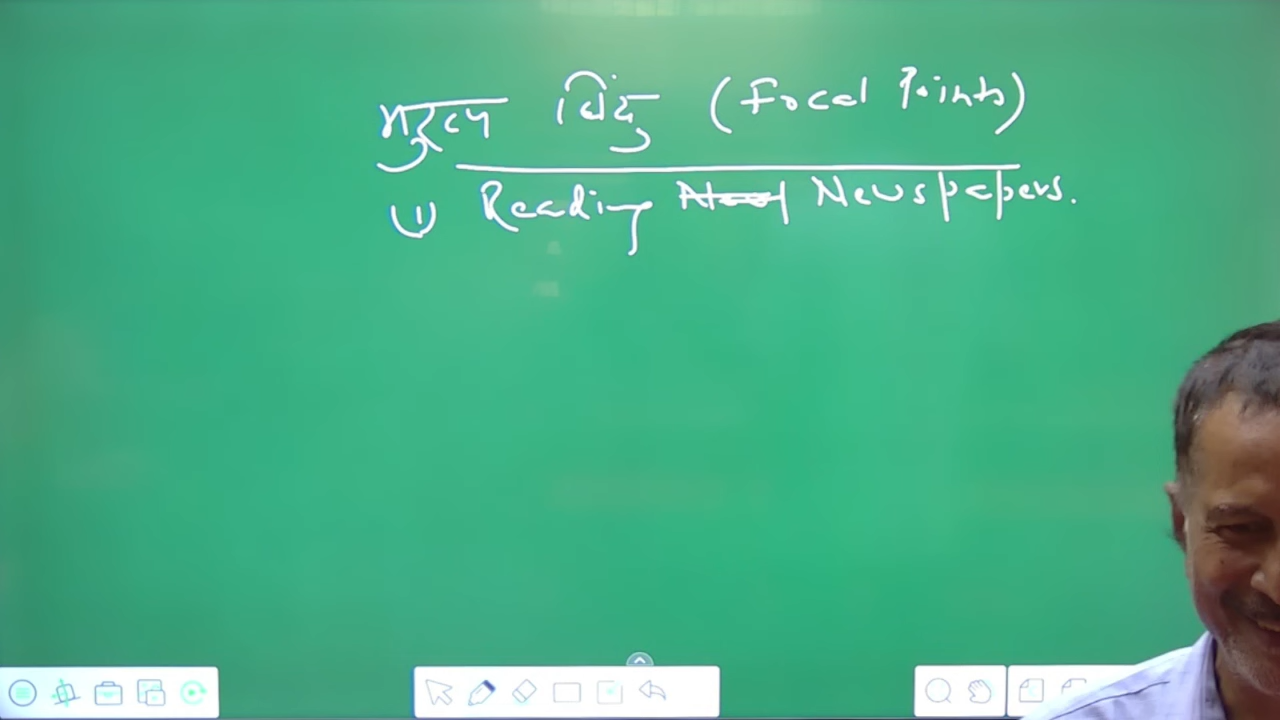 मुख्य बिंदु (Focal Points)
(1) Reading Newspapers.